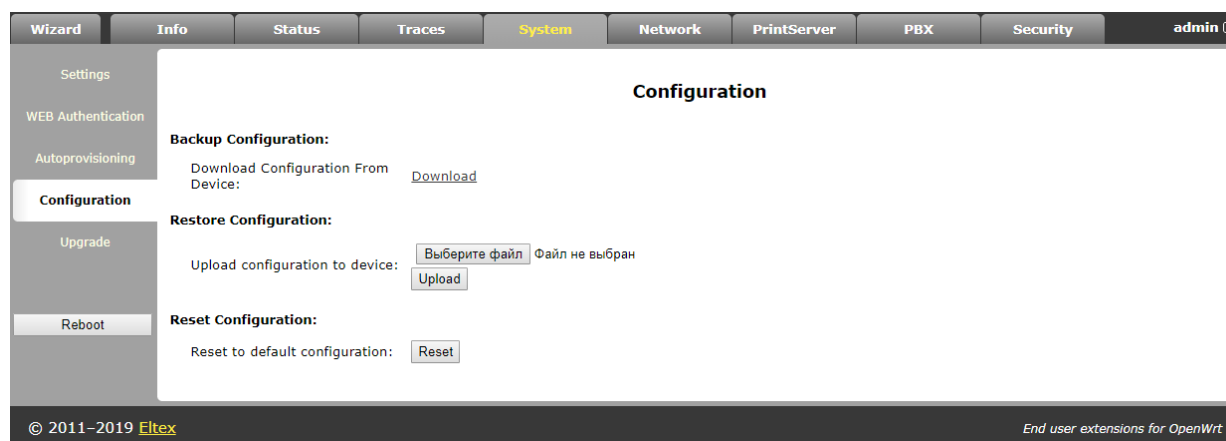 Wizard Info Status Traces System Network PrintServer PBX Security admin
Settings
WEB Authentication
Autoprovisioning
Configuration
Upgrade
Reboot
Configuration
Backup Configuration:
Download Configuration From
Device:
Download
Restore Configuration:
Upload configuration to device:
Выберите файл Файл не выбран
Upload
Reset Configuration:
Reset to default configuration: Reset
© 2011–2019 Eltex
End user extensions for OpenWrt